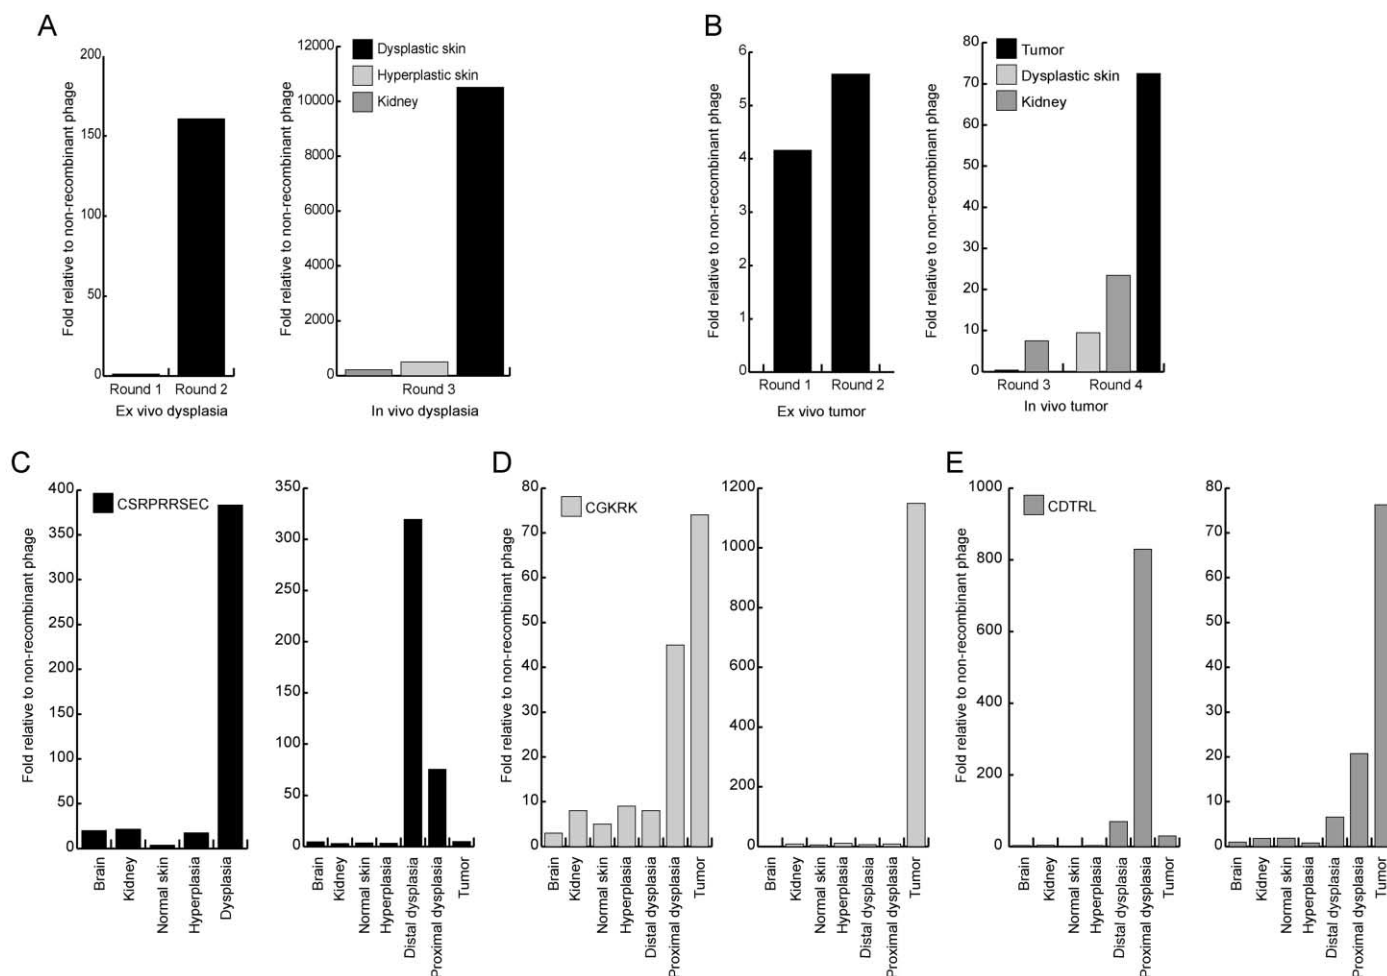 A
Fold relative to non-recombinant phage
200
150
100
50
0
Round 1
Round 2
Ex vivo dysplasia
Fold relative to non-recombinant phage
12000
10000
8000
6000
4000
2000
0
Dysplastic skin
Hyperplastic skin
Kidney
Round 3
In vivo dysplasia
B
Fold relative to non-recombinant phage
6
5
4
3
2
1
0
Round 1
Round 2
Ex vivo tumor
Fold relative to non-recombinant phage
80
70
60
50
40
30
20
10
0
Tumor
Dysplastic skin
Kidney
Round 3
Round 4
In vivo tumor
C
Fold relative to non-recombinant phage
400
350
300
250
200
150
100
50
0
CSRPRRSEC
Brain
Kidney
Normal skin
Hyperplasia
Dysplasia
350
300
250
200
150
100
50
0
Brain
Kidney
Normal skin
Hyperplasia
Distal dysplasia
Proximal dysplasia
Tumor
D
Fold relative to non-recombinant phage
80
70
60
50
40
30
20
10
0
CGKRK
Brain
Kidney
Normal skin
Hyperplasia
Distal dysplasia
Proximal dysplasia
Tumor
1200
1000
800
600
400
200
0
Brain
Kidney
Normal skin
Hyperplasia
Distal dysplasia
Proximal dysplasia
Tumor
E
Fold relative to non-recombinant phage
1000
800
600
400
200
0
CDTRL
Brain
Kidney
Normal skin
Hyperplasia
Distal dysplasia
Proximal dysplasia
Tumor
80
70
60
50
40
30
20
10
0
Brain
Kidney
Normal skin
Hyperplasia
Distal dysplasia
Proximal dysplasia
Tumor